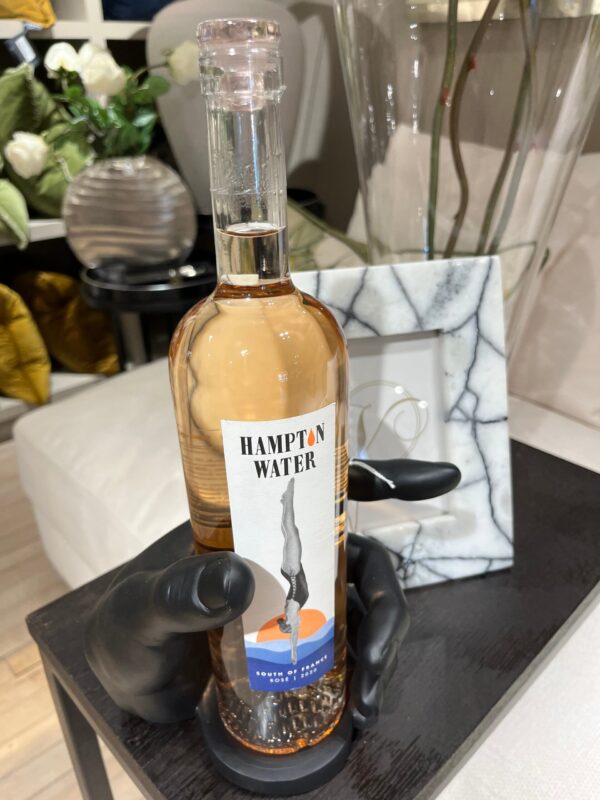 HAMPTON
WATER
SOUTH OF FRANCE
ROSÉ | 2020